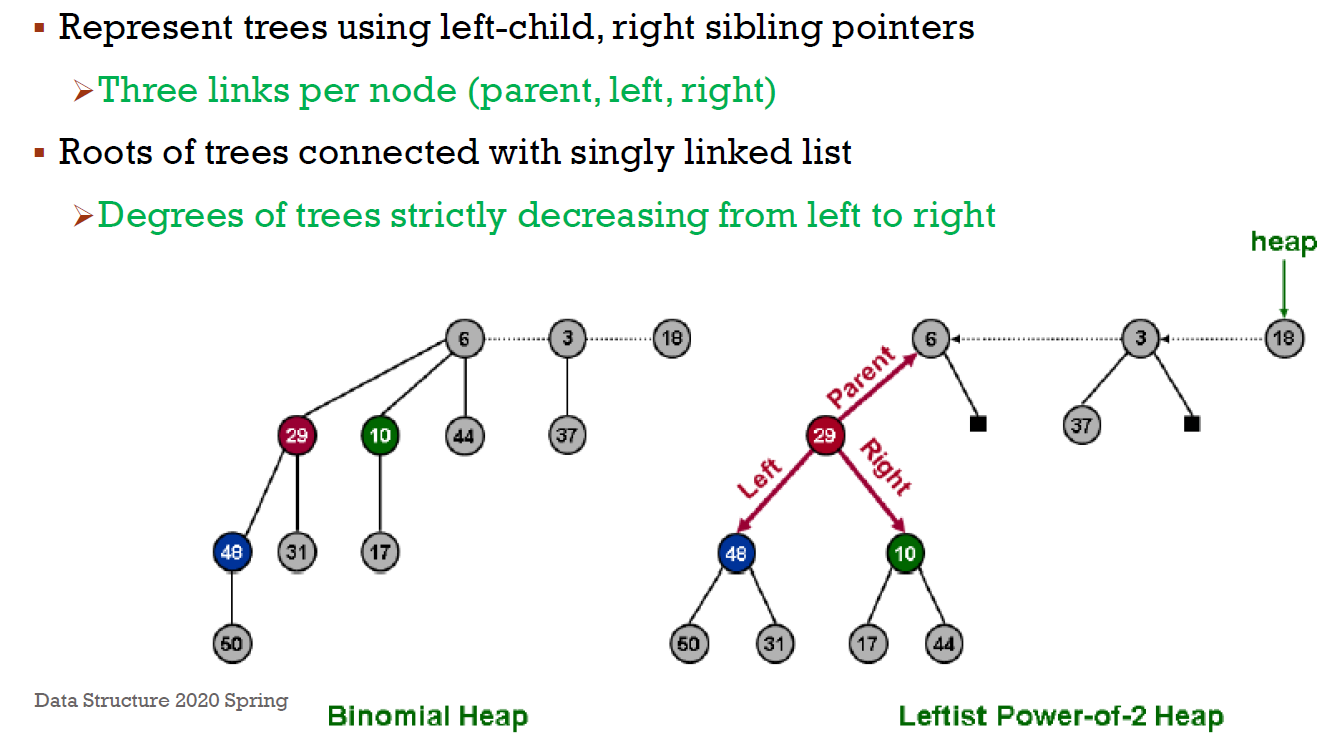 Represent trees using left-child, right sibling pointers
Three links per node (parent, left, right)
Roots of trees connected with singly linked list
Degrees of trees strictly decreasing from left to right
heap
6 3 18
29 10 44 37
48 31 17
50
Binomial Heap
6 3 18
Parent
29 37
Left Right
48 10
50 31 17 44
Leftist Power-of-2 Heap
Data Structure 2020 Spring